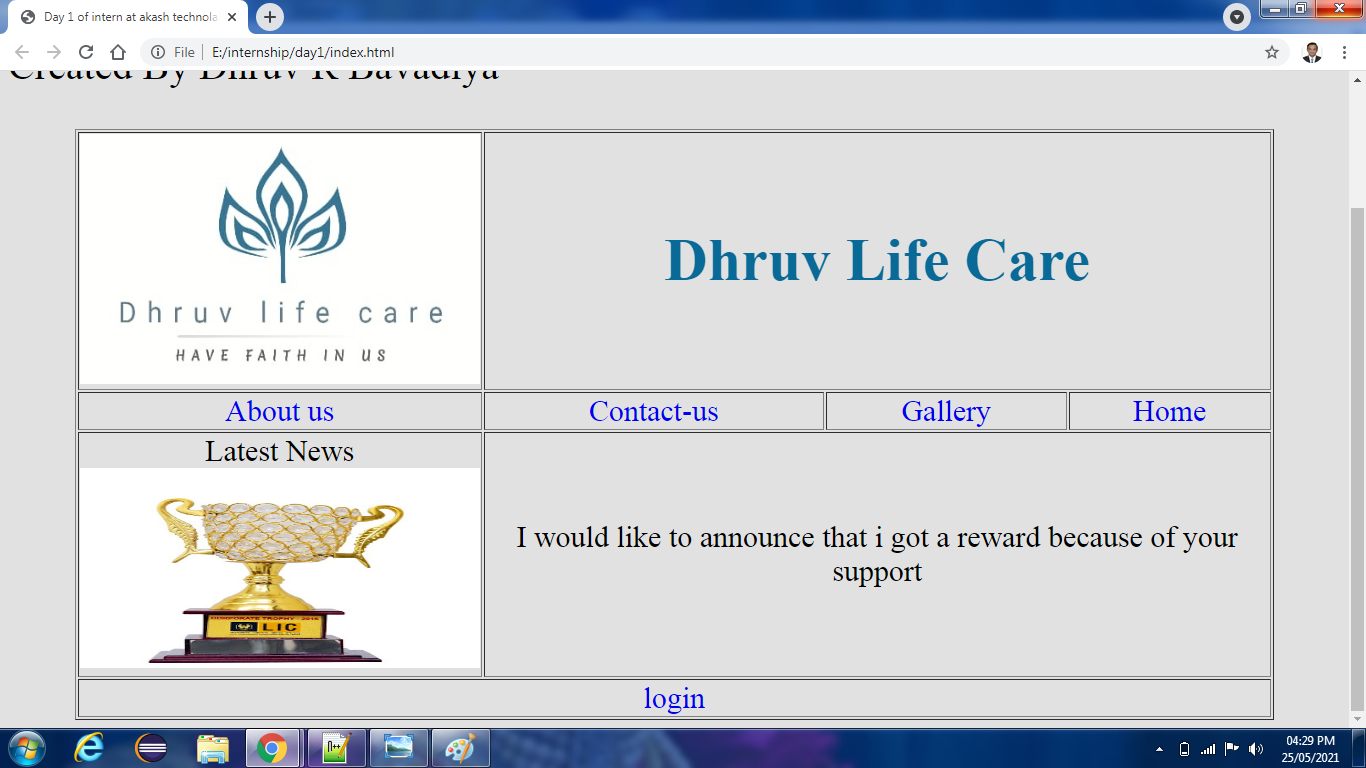 Day 1 of intern at akash technola
File
E:/internship/day1/index.html
Created By Dhruv R Bavadiya
Dhruv life care
HAVE FAITH IN US
Dhruv Life Care
About us
Contact-us
Gallery
Home
Latest News
LIC
I would like to announce that i got a reward because of your
support
login
04:29 PM
25/05/2021